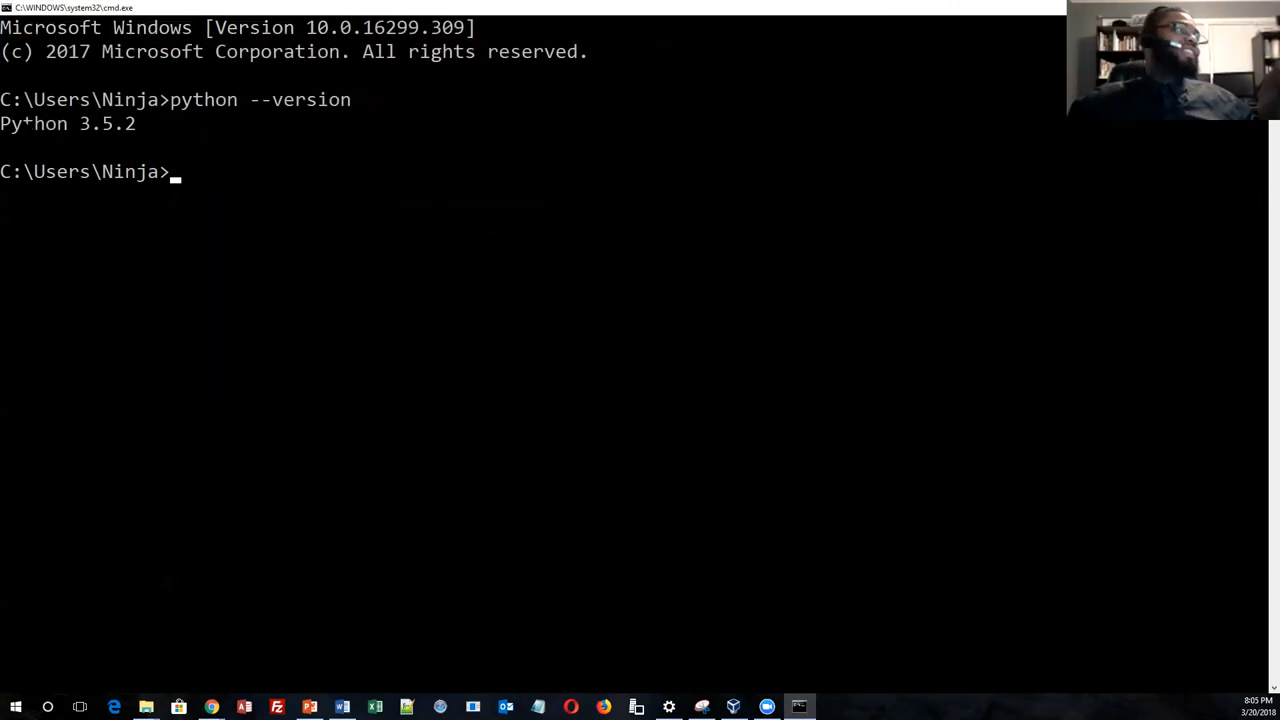 C:\WINDOWS\system32\cmd.exe
Microsoft Windows [Version 10.0.16299.309]
(c) 2017 Microsoft Corporation. All rights reserved.
C:\Users\Ninja>python --version
Python 3.5.2
C:\Users\Ninja>
8:05 PM
3/20/2018